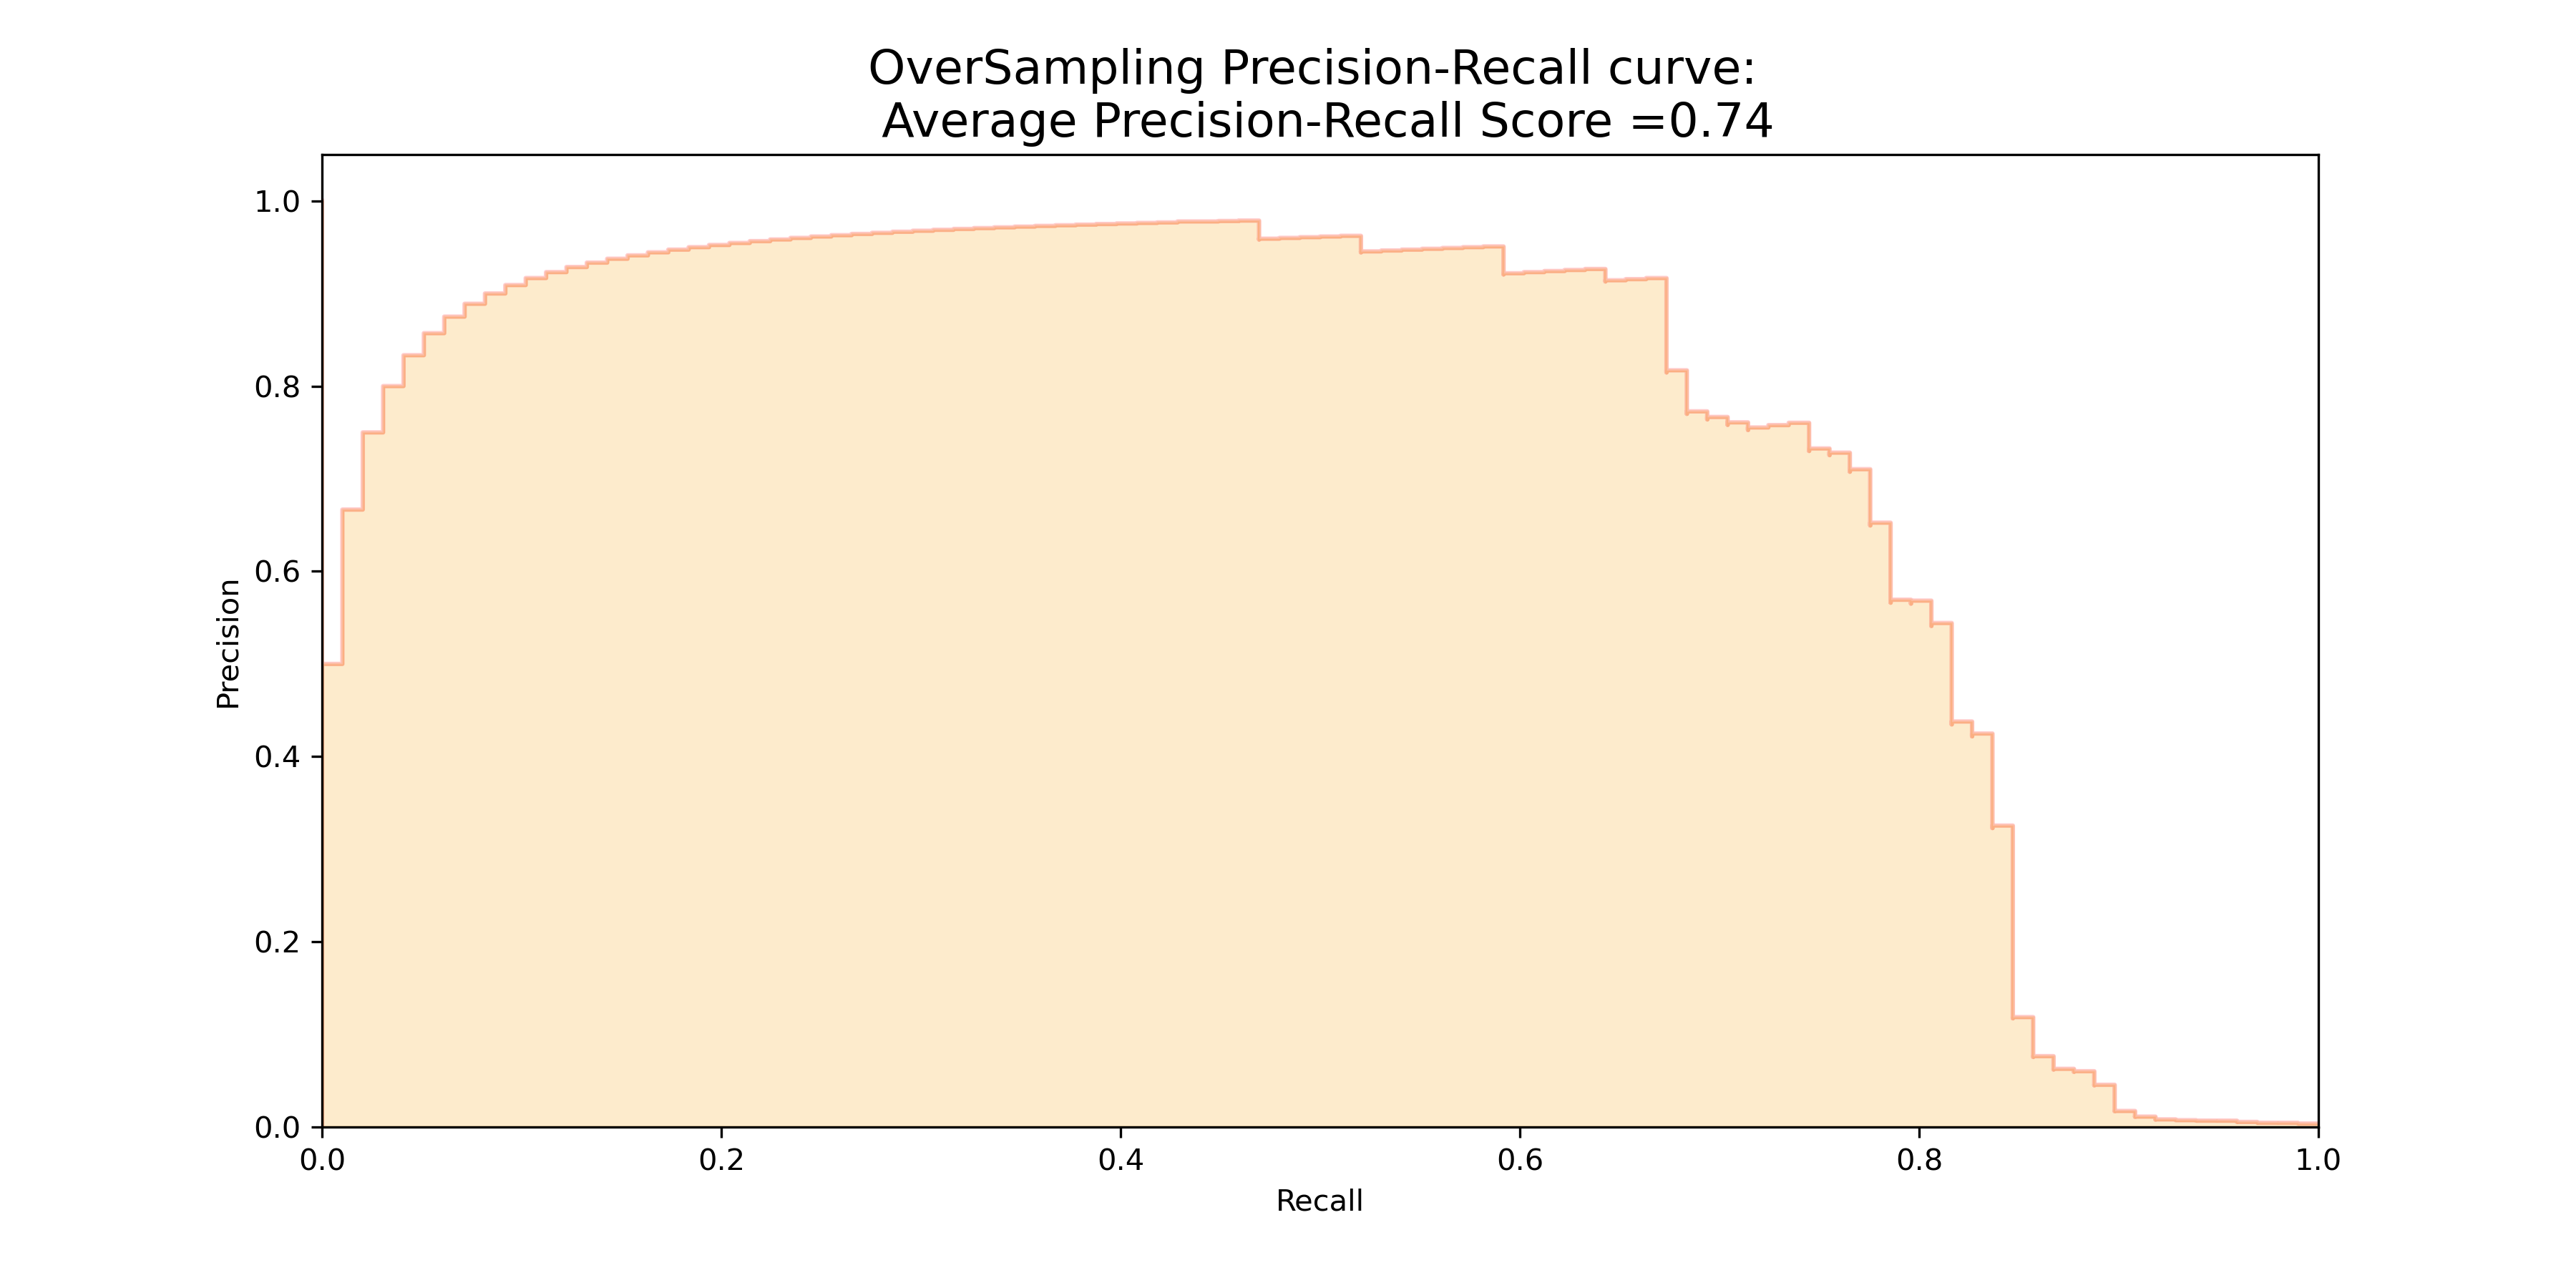 OverSampling Precision-Recall curve:
Average Precision-Recall Score =0.74
1.0
0.8
0.6
0.4
0.2
0.0
Precision
0.0 0.2 0.4 0.6 0.8 1.0
Recall